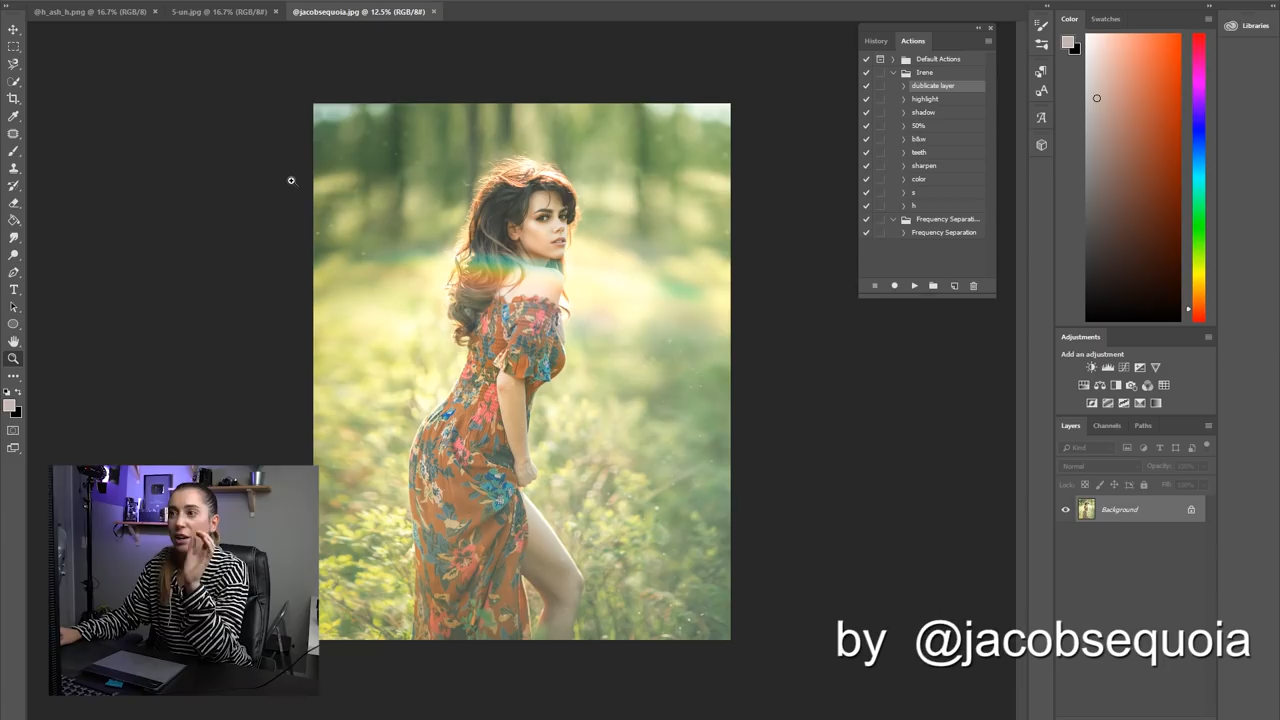 @h_ash_h.png @ 16.7% (RGB/8) ×
5-un.jpg @ 16.7% (RGB/8#) ×
@jacobsequoia.jpg @ 12.5% (RGB/8#) ×
History
Actions
Default Actions
Irene
dublicate layer
highlight
shadow
50%
b&w
teeth
sharpen
color
s
h
Frequency Separati...
Frequency Separation
Color
Swatches
Libraries
Adjustments
Add an adjustment
Layers
Channels
Paths
Kind
Normal
Opacity: 100%
Lock:
Fill: 100%
Background
by @jacobsequoia